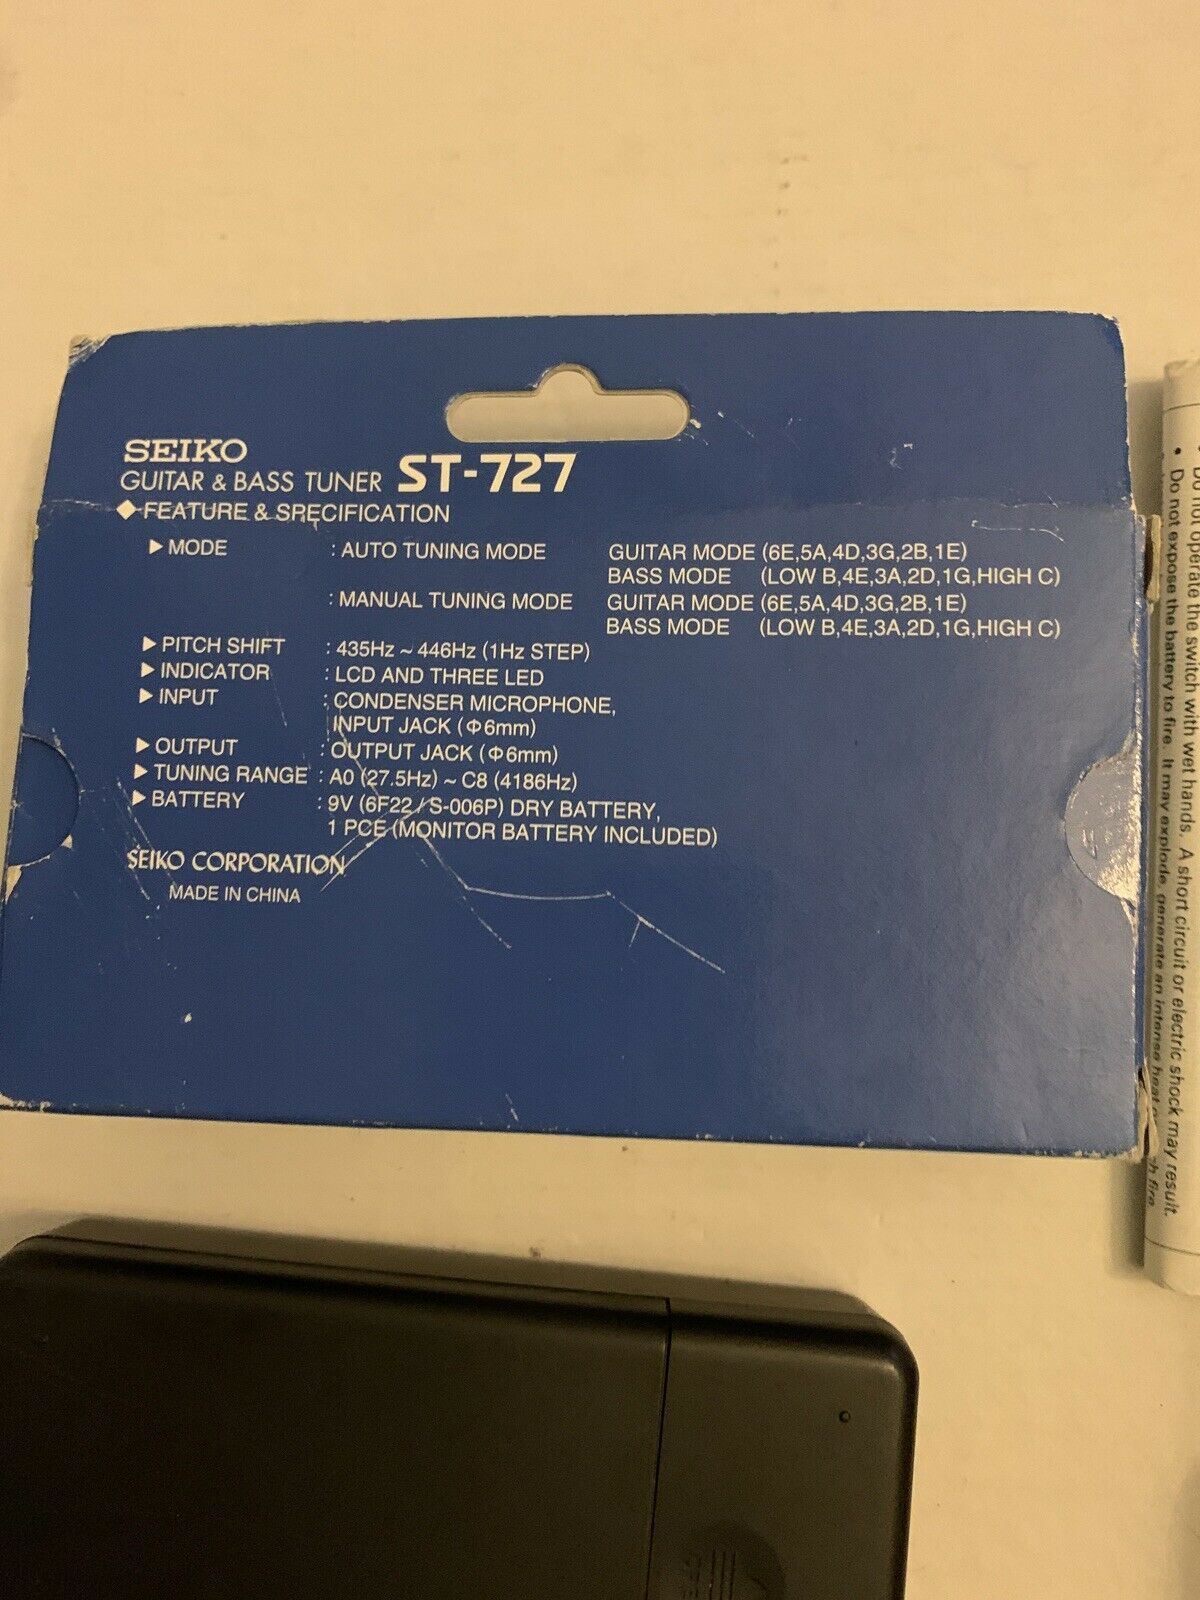 SEIKO
GUITAR & BASS TUNER ST-727
◆FEATURE & SPECIFICATION
▶ MODE : AUTO TUNING MODE GUITAR MODE (6E,5A,4D,3G,2B,1E)
BASS MODE (LOW B,4E,3A,2D,1G,HIGH C)
: MANUAL TUNING MODE GUITAR MODE (6E,5A,4D,3G,2B,1E)
BASS MODE (LOW B,4E,3A,2D,1G,HIGH C)
▶ PITCH SHIFT : 435Hz ~ 446Hz (1Hz STEP)
▶ INDICATOR : LCD AND THREE LED
▶ INPUT : CONDENSER MICROPHONE,
INPUT JACK (Φ6mm)
▶ OUTPUT : OUTPUT JACK (Φ6mm)
▶ TUNING RANGE : A0 (27.5Hz) ~ C8 (4186Hz)
▶ BATTERY : 9V (6F22 / S-006P) DRY BATTERY,
1 PCE (MONITOR BATTERY INCLUDED)
SEIKO CORPORATION
MADE IN CHINA
operate the switch with wet hands. A short circuit or electric shock may result.
• Do not expose the battery to fire. It may explode, generate an intense heat
fire